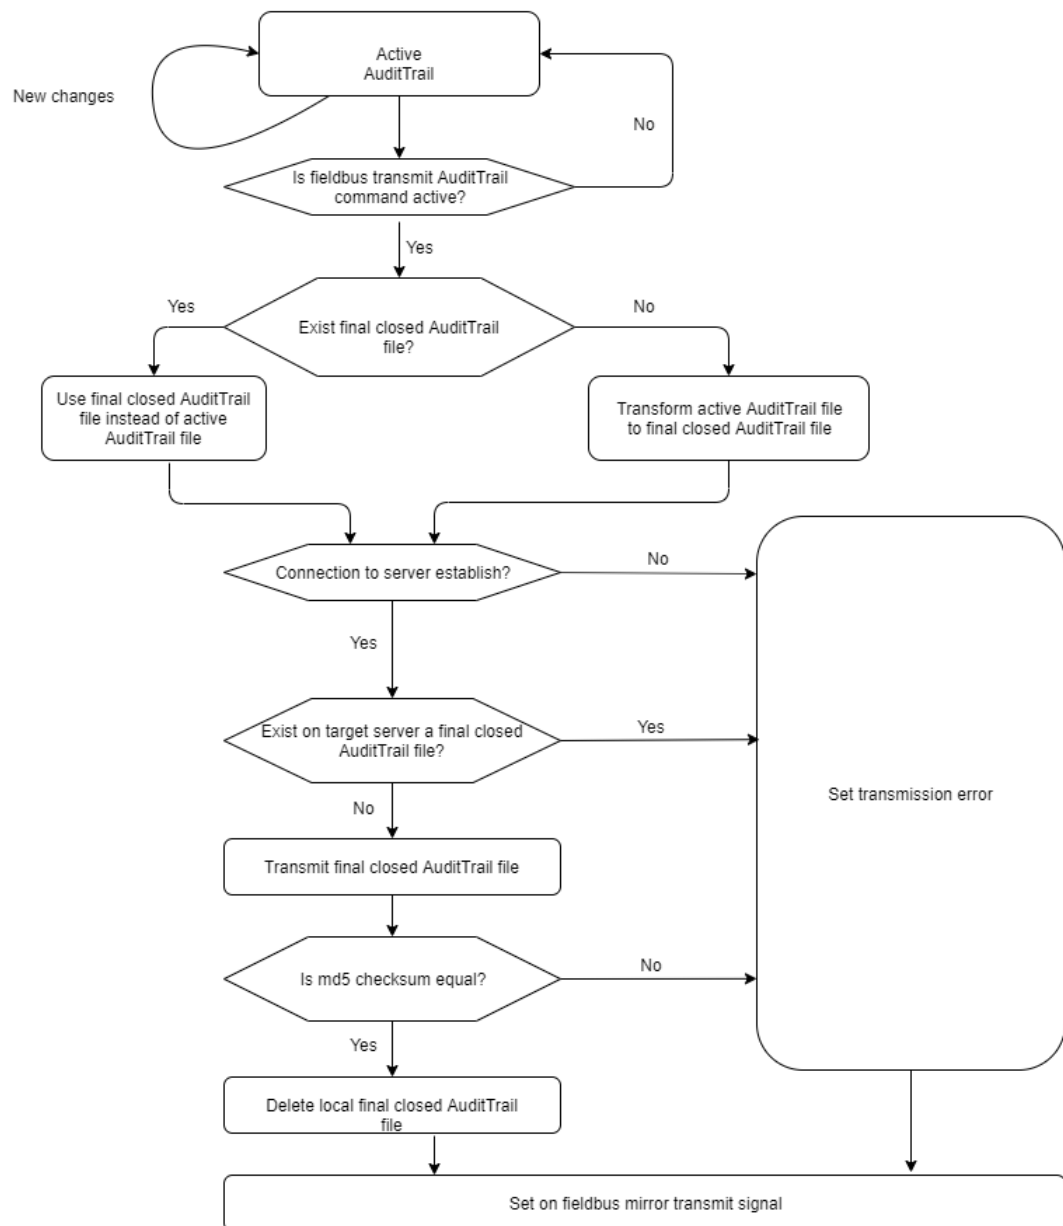 Active
AuditTrail
New changes
No
Is fieldbus transmit AuditTrail
command active?
Yes
Yes
No
Exist final closed AuditTrail
file?
Use final closed AuditTrail
file instead of active
AuditTrail file
Transform active AuditTrail file
to final closed AuditTrail file
Connection to server establish?
No
Yes
Exist on target server a final closed
AuditTrail file?
Yes
Set transmission error
No
Transmit final closed AuditTrail file
Is md5 checksum equal?
No
Yes
Delete local final closed AuditTrail
file
Set on fieldbus mirror transmit signal